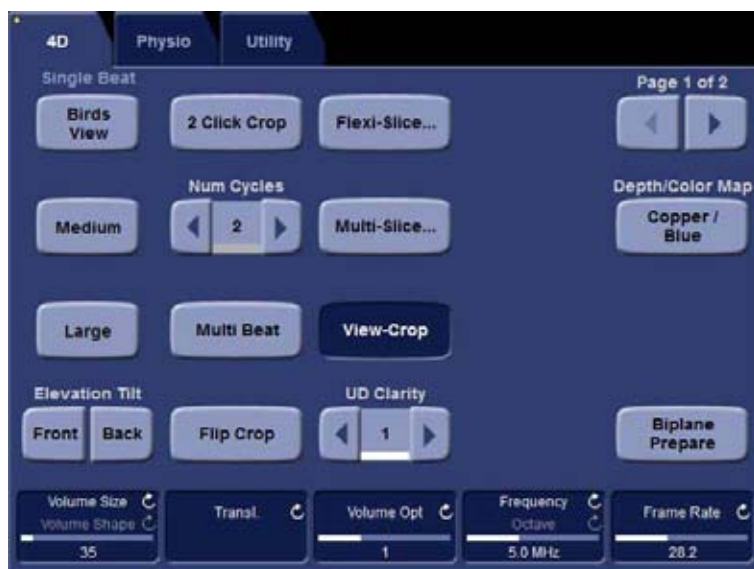 4D
Physio
Utility
Single Beat
Page 1 of 2
Birds
View
2 Click Crop
Flexi-Slice...
Num Cycles
Depth/Color Map
Medium
2
Multi-Slice...
Copper /
Blue
Large
Multi Beat
View-Crop
Elevation Tilt
UD Clarity
Front
Back
Flip Crop
1
Biplane
Prepare
Volume Size
Volume Shape
35
Transl.
Volume Opt
1
Frequency
Octave
5.0 MHz
Frame Rate
28.2